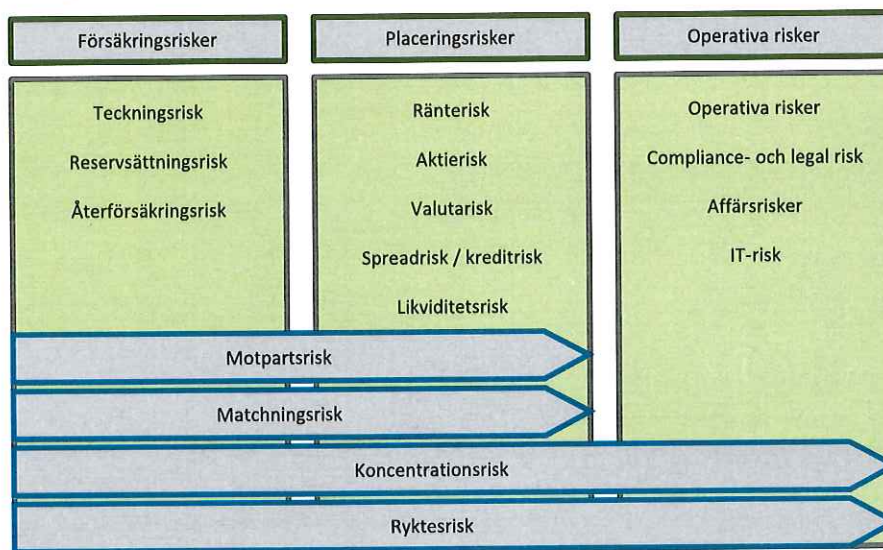 Försäkringsrisker
Placeringsrisker
Operativa risker
Teckningsrisk
Reservsättningsrisk
Återförsäkringsrisk
Ränterisk
Aktierisk
Valutarisk
Spreadrisk / kreditrisk
Likviditetsrisk
Operativa risker
Compliance- och legal risk
Affärsrisker
IT-risk
Motpartsrisk
Matchningsrisk
Koncentrationsrisk
Ryktesrisk